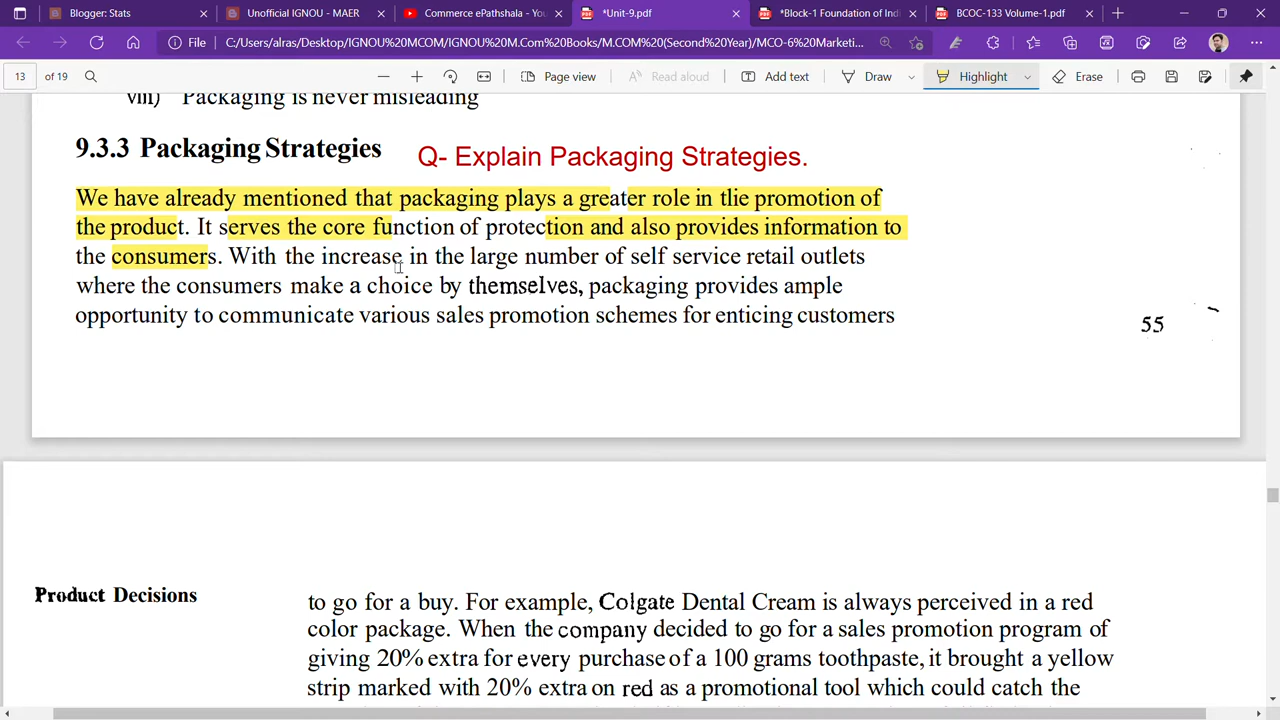 Blogger: Stats
Unofficial IGNOU - MAER
Commerce ePathshala - You
*Unit-9.pdf
*Block-1 Foundation of Indi
BCOC-133 Volume-1.pdf
File
C:/Users/alras/Desktop/IGNOU%20MCOM/IGNOU%20M.Com%20Books/M.COM%20(Second%20Year)/MCO-6%20Marketi...
13 of 19
Page view
Read aloud
Add text
Draw
Highlight
Erase
viii) Packaging is never misleading
9.3.3 Packaging Strategies
Q- Explain Packaging Strategies.
We have already mentioned that packaging plays a greater role in tlie promotion of
the product. It serves the core function of protection and also provides information to
the consumers. With the increase in the large number of self service retail outlets
where the consumers make a choice by themselves, packaging provides ample
opportunity to communicate various sales promotion schemes for enticing customers
55
Product Decisions
to go for a buy. For example, Colgate Dental Cream is always perceived in a red
color package. When the company decided to go for a sales promotion program of
giving 20% extra for every purchase of a 100 grams toothpaste, it brought a yellow
strip marked with 20% extra on red as a promotional tool which could catch the